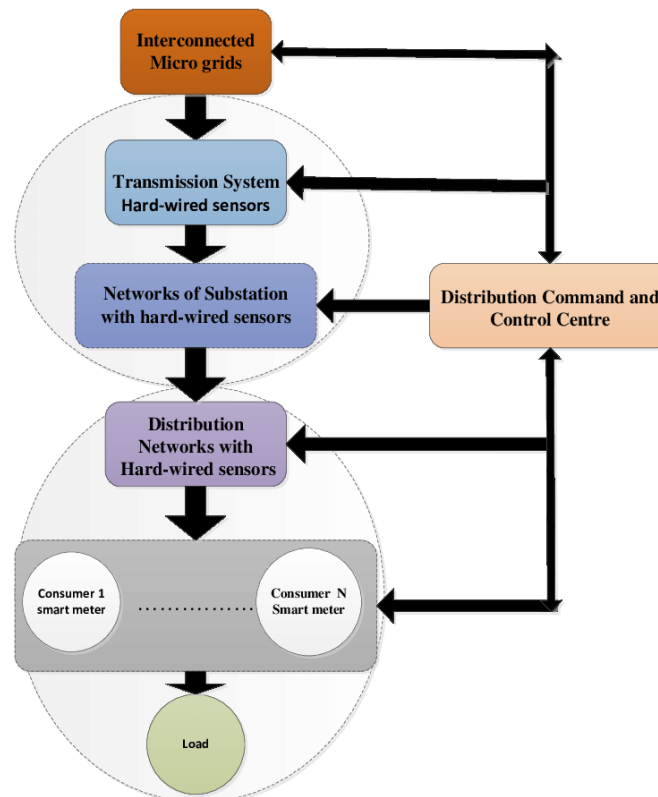 Interconnected
Micro grids
Transmission System
Hard-wired sensors
Networks of Substation
with hard-wired sensors
Distribution Command and
Control Centre
Distribution
Networks with
Hard-wired sensors
Consumer 1
smart meter
.................
Consumer N
Smart meter
Load